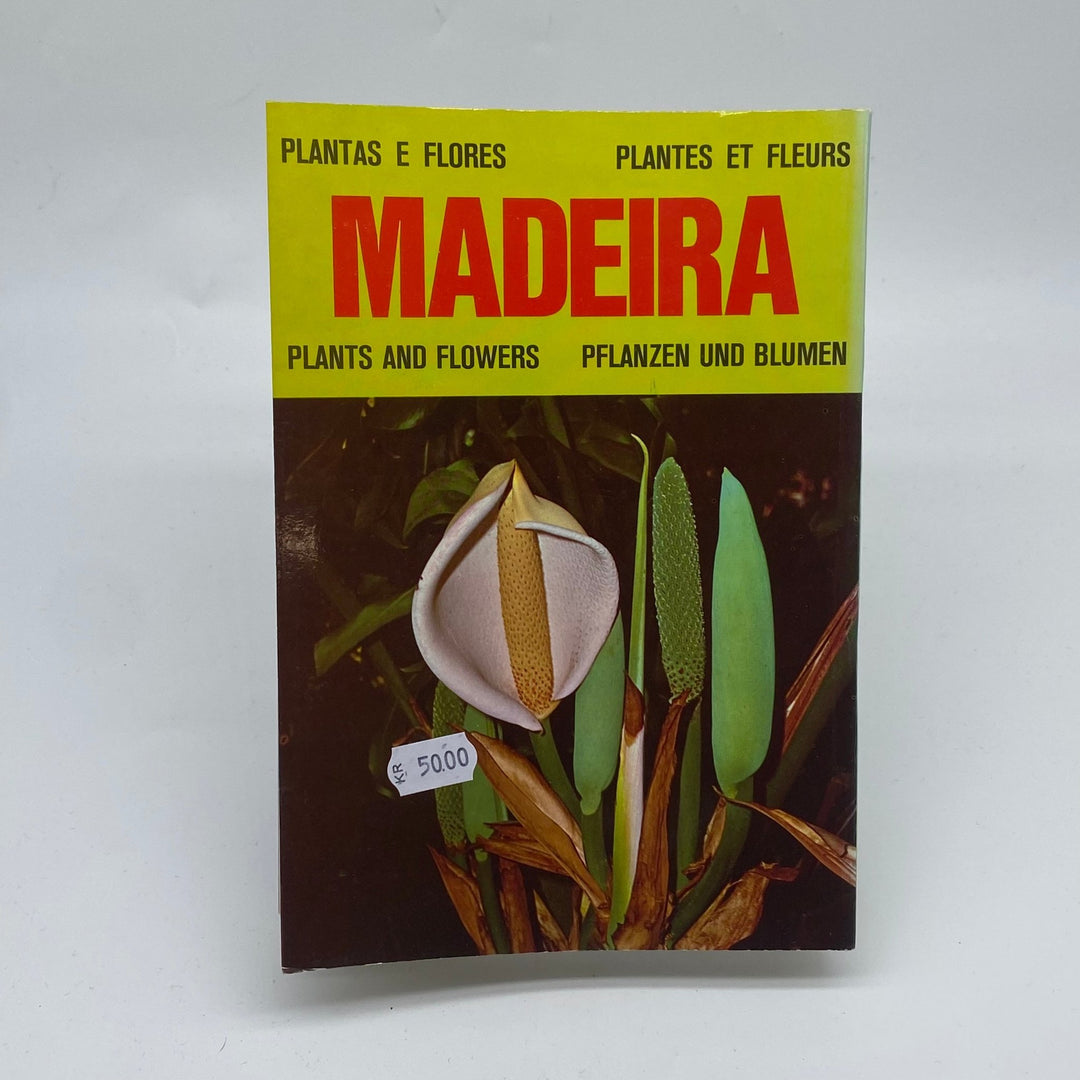 PLANTAS E FLORES
PLANTES ET FLEURS
MADEIRA
PLANTS AND FLOWERS
PFLANZEN UND BLUMEN
KR 50.00